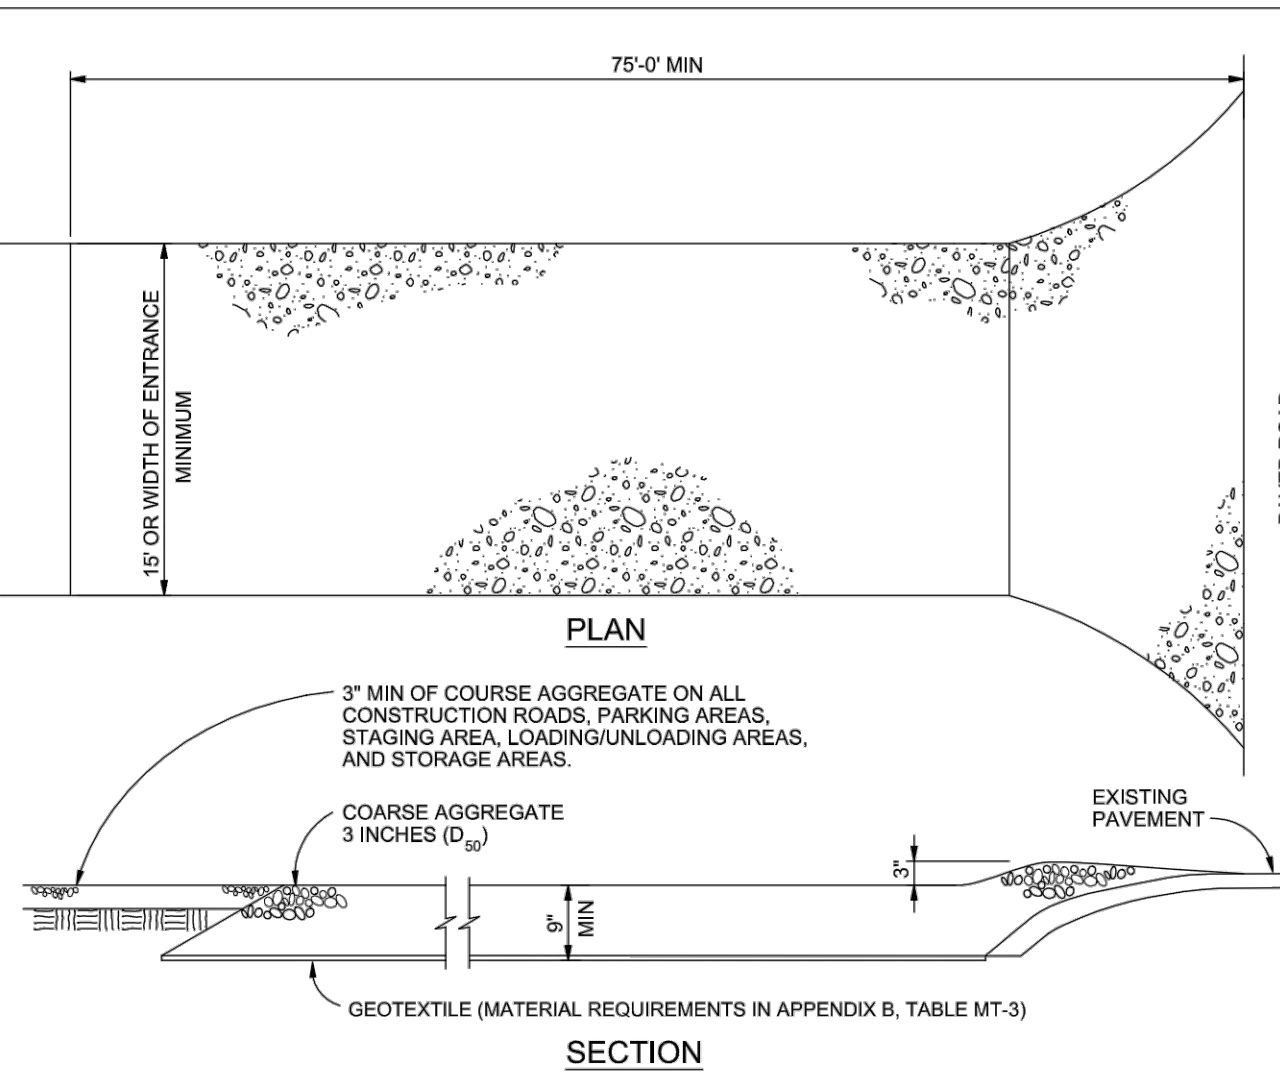 75'-0' MIN
15' OR WIDTH OF ENTRANCE
MINIMUM
PLAN
3" MIN OF COURSE AGGREGATE ON ALL
CONSTRUCTION ROADS, PARKING AREAS,
STAGING AREA, LOADING/UNLOADING AREAS,
AND STORAGE AREAS.
COARSE AGGREGATE
3 INCHES (D50)
EXISTING
PAVEMENT
3"
9"
MIN
GEOTEXTILE (MATERIAL REQUIREMENTS IN APPENDIX B, TABLE MT-3)
SECTION